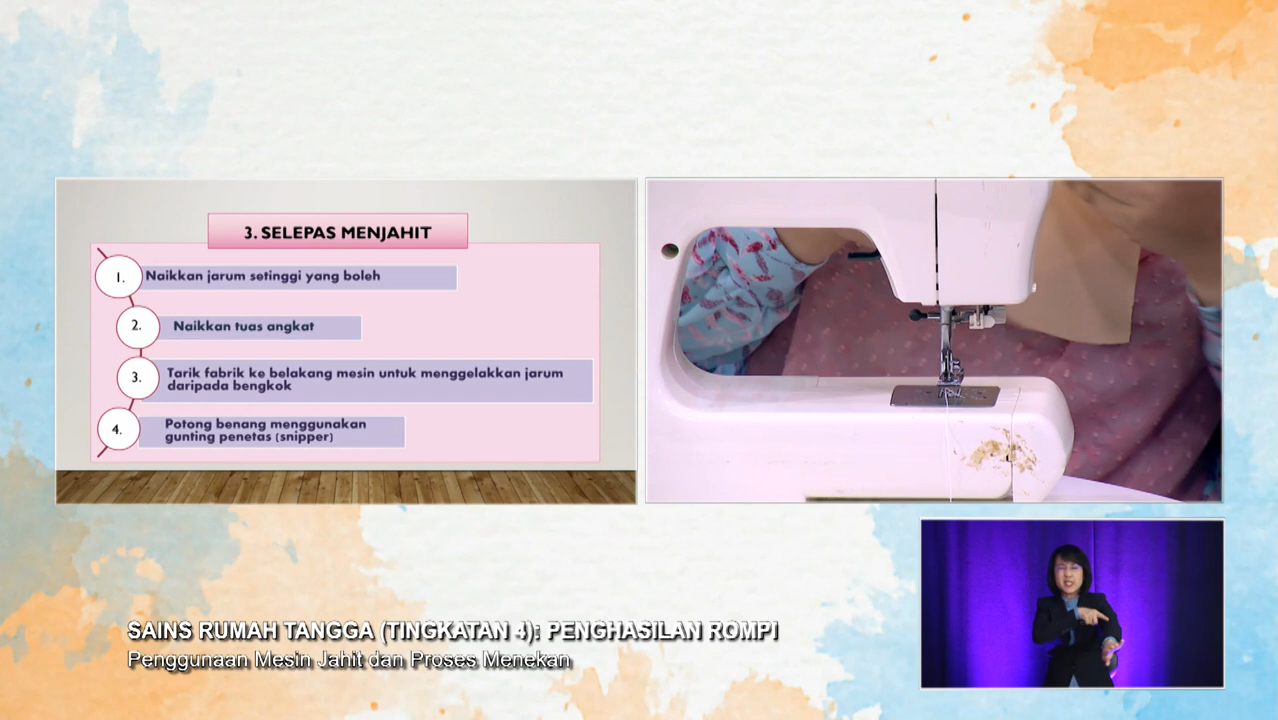 3. SELEPAS MENJAHIT
1.
Naikkan jarum setinggi yang boleh
2.
Naikkan tuas angkat
3.
Tarik fabrik ke belakang mesin untuk menggelakkan jarum
daripada bengkok
4.
Potong benang menggunakan
gunting penetas (snipper)
SAINS RUMAH TANGGA (TINGKATAN 4): PENGHASILAN ROMPI
Penggunaan Mesin Jahit dan Proses Menekan